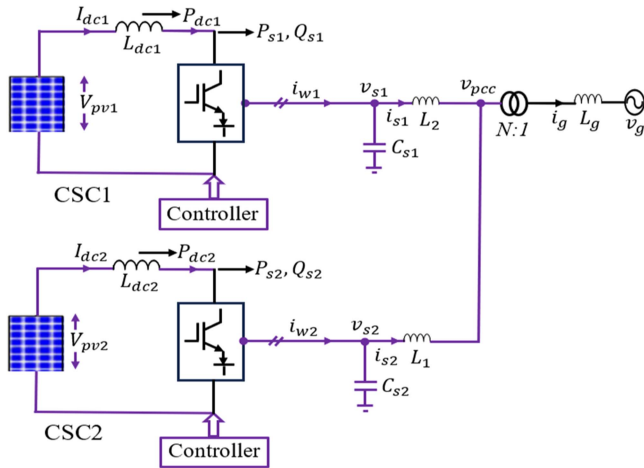 I_dc1
P_dc1
L_dc1
P_s1, Q_s1
V_pv1
i_w1
v_s1
v_pcc
i_s1
L_2
N:1
i_g
L_g
v_g
C_s1
CSC1
Controller
I_dc2
P_dc2
L_dc2
P_s2, Q_s2
V_pv2
i_w2
v_s2
i_s2
L_1
C_s2
CSC2
Controller